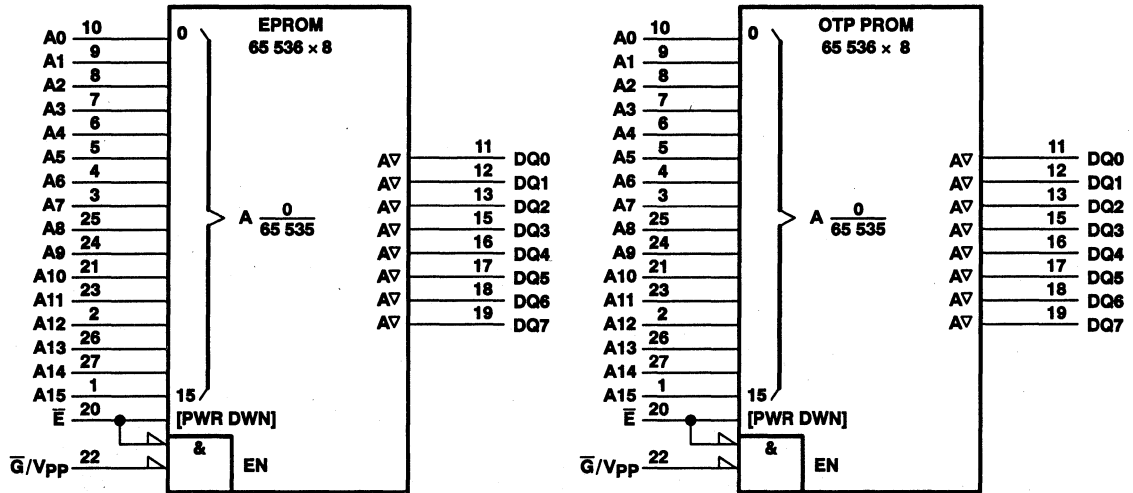 EPROM
65 536 × 8
A0 10
A1 9
A2 8
A3 7
A4 6
A5 5
A6 4
A7 3
A8 25
A9 24
A10 21
A11 23
A12 2
A13 26
A14 27
A15 1
E̅ 20
G̅/VPP 22
0
15
A 0
65 535
[PWR DWN]
&
EN
A▽ 11 DQ0
A▽ 12 DQ1
A▽ 13 DQ2
A▽ 15 DQ3
A▽ 16 DQ4
A▽ 17 DQ5
A▽ 18 DQ6
A▽ 19 DQ7
OTP PROM
65 536 × 8
A0 10
A1 9
A2 8
A3 7
A4 6
A5 5
A6 4
A7 3
A8 25
A9 24
A10 21
A11 23
A12 2
A13 26
A14 27
A15 1
E̅ 20
G̅/VPP 22
0
15
A 0
65 535
[PWR DWN]
&
EN
A▽ 11 DQ0
A▽ 12 DQ1
A▽ 13 DQ2
A▽ 15 DQ3
A▽ 16 DQ4
A▽ 17 DQ5
A▽ 18 DQ6
A▽ 19 DQ7